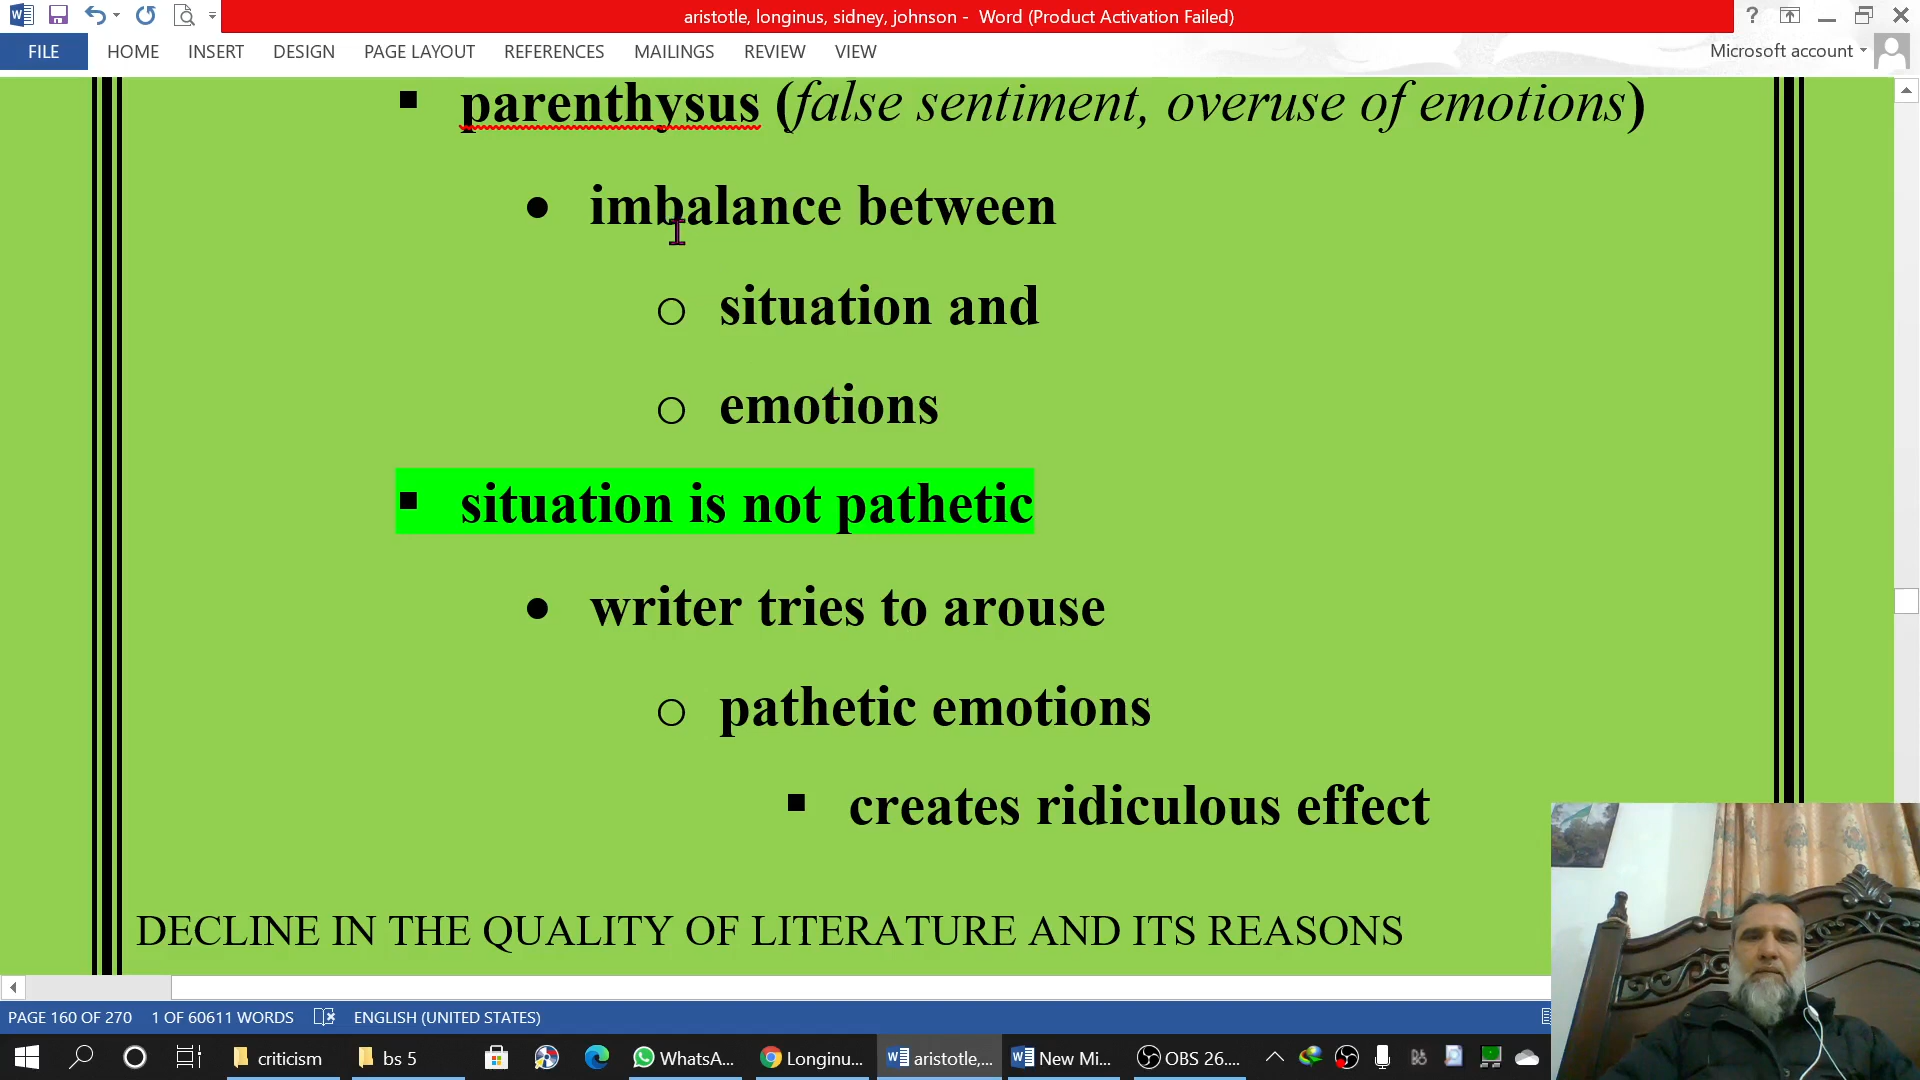 aristotle, longinus, sidney, johnson - Word (Product Activation Failed)
FILE HOME INSERT DESIGN PAGE LAYOUT REFERENCES MAILINGS REVIEW VIEW Microsoft account
▪ parenthysus (false sentiment, overuse of emotions)
● imbalance between
○ situation and
○ emotions
▪ situation is not pathetic
● writer tries to arouse
○ pathetic emotions
▪ creates ridiculous effect
DECLINE IN THE QUALITY OF LITERATURE AND ITS REASONS
PAGE 160 OF 270 1 OF 60611 WORDS ENGLISH (UNITED STATES)
criticism bs 5 WhatsA... Longinu... aristotle,... New Mi... OBS 26....